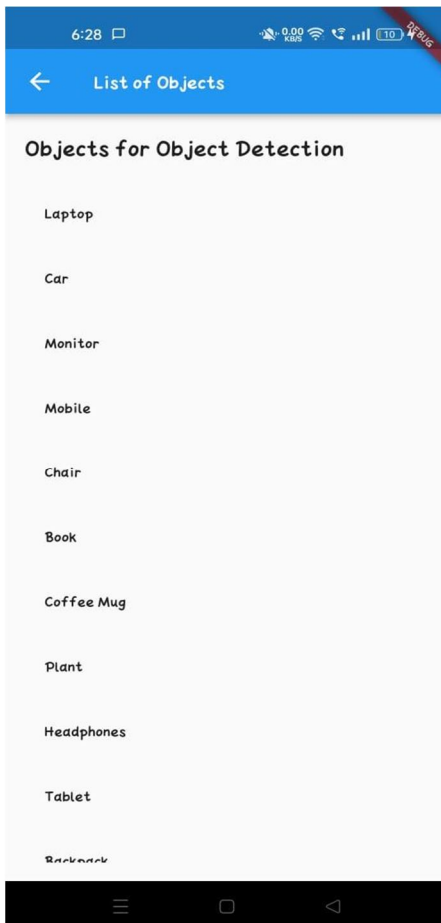 6:28
0.00
KB/S
10
DEBUG
List of Objects
Objects for Object Detection
Laptop
Car
Monitor
Mobile
Chair
Book
Coffee Mug
Plant
Headphones
Tablet
Backpack